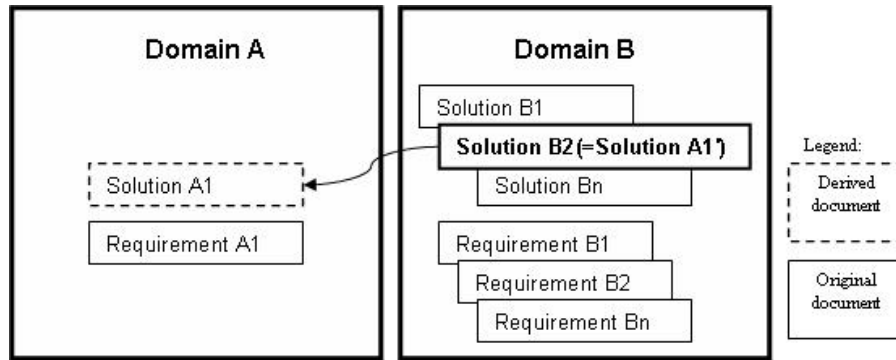 Domain A
Solution A1
Requirement A1
Domain B
Solution B1
Solution B2(=Solution A1')
Solution Bn
Requirement B1
Requirement B2
Requirement Bn
Legend:
Derived
document
Original
document